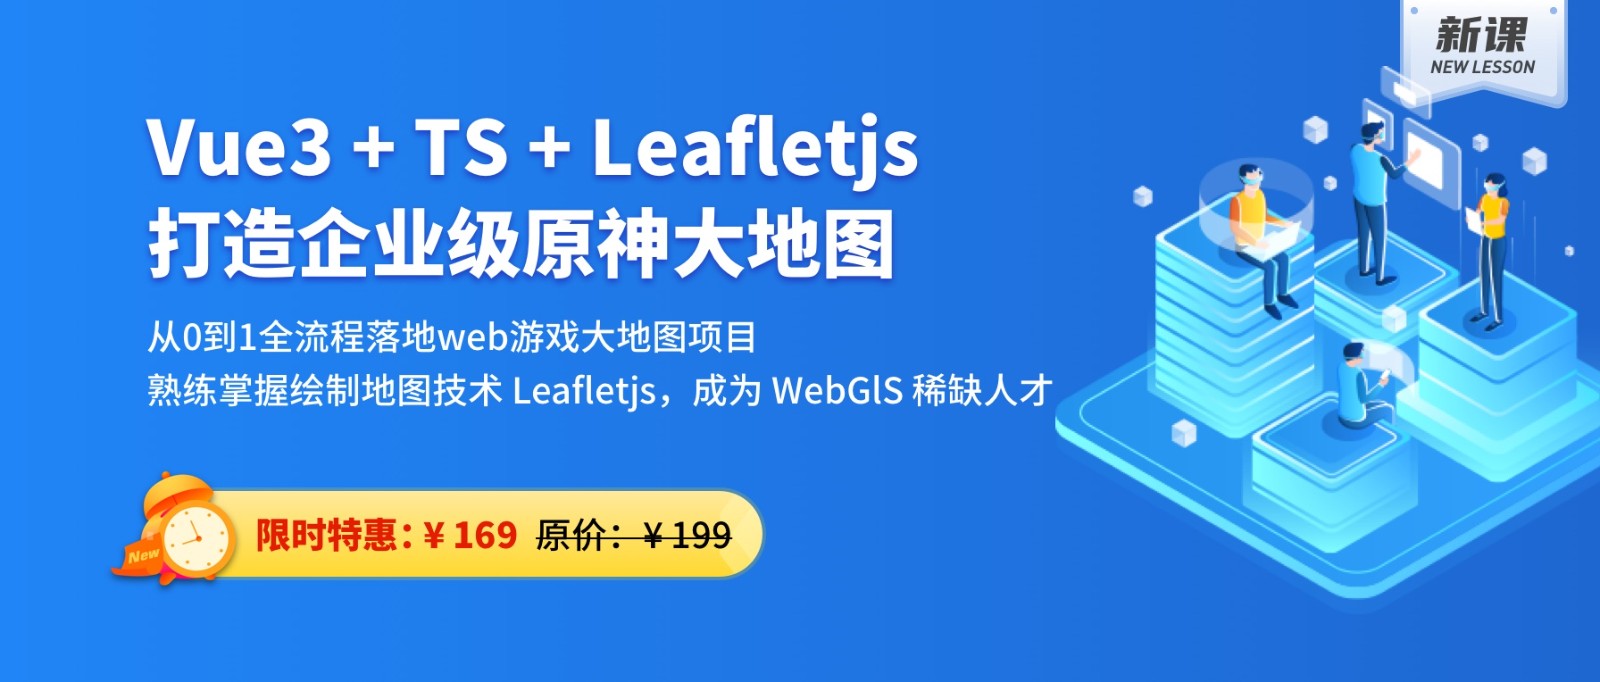 新课
NEW LESSON
Vue3 + TS + Leafletjs
打造企业级原神大地图
从0到1全流程落地web游戏大地图项目
熟练掌握绘制地图技术 Leafletjs，成为 WebGlS 稀缺人才
New
限时特惠：¥ 169 原价：¥ 199